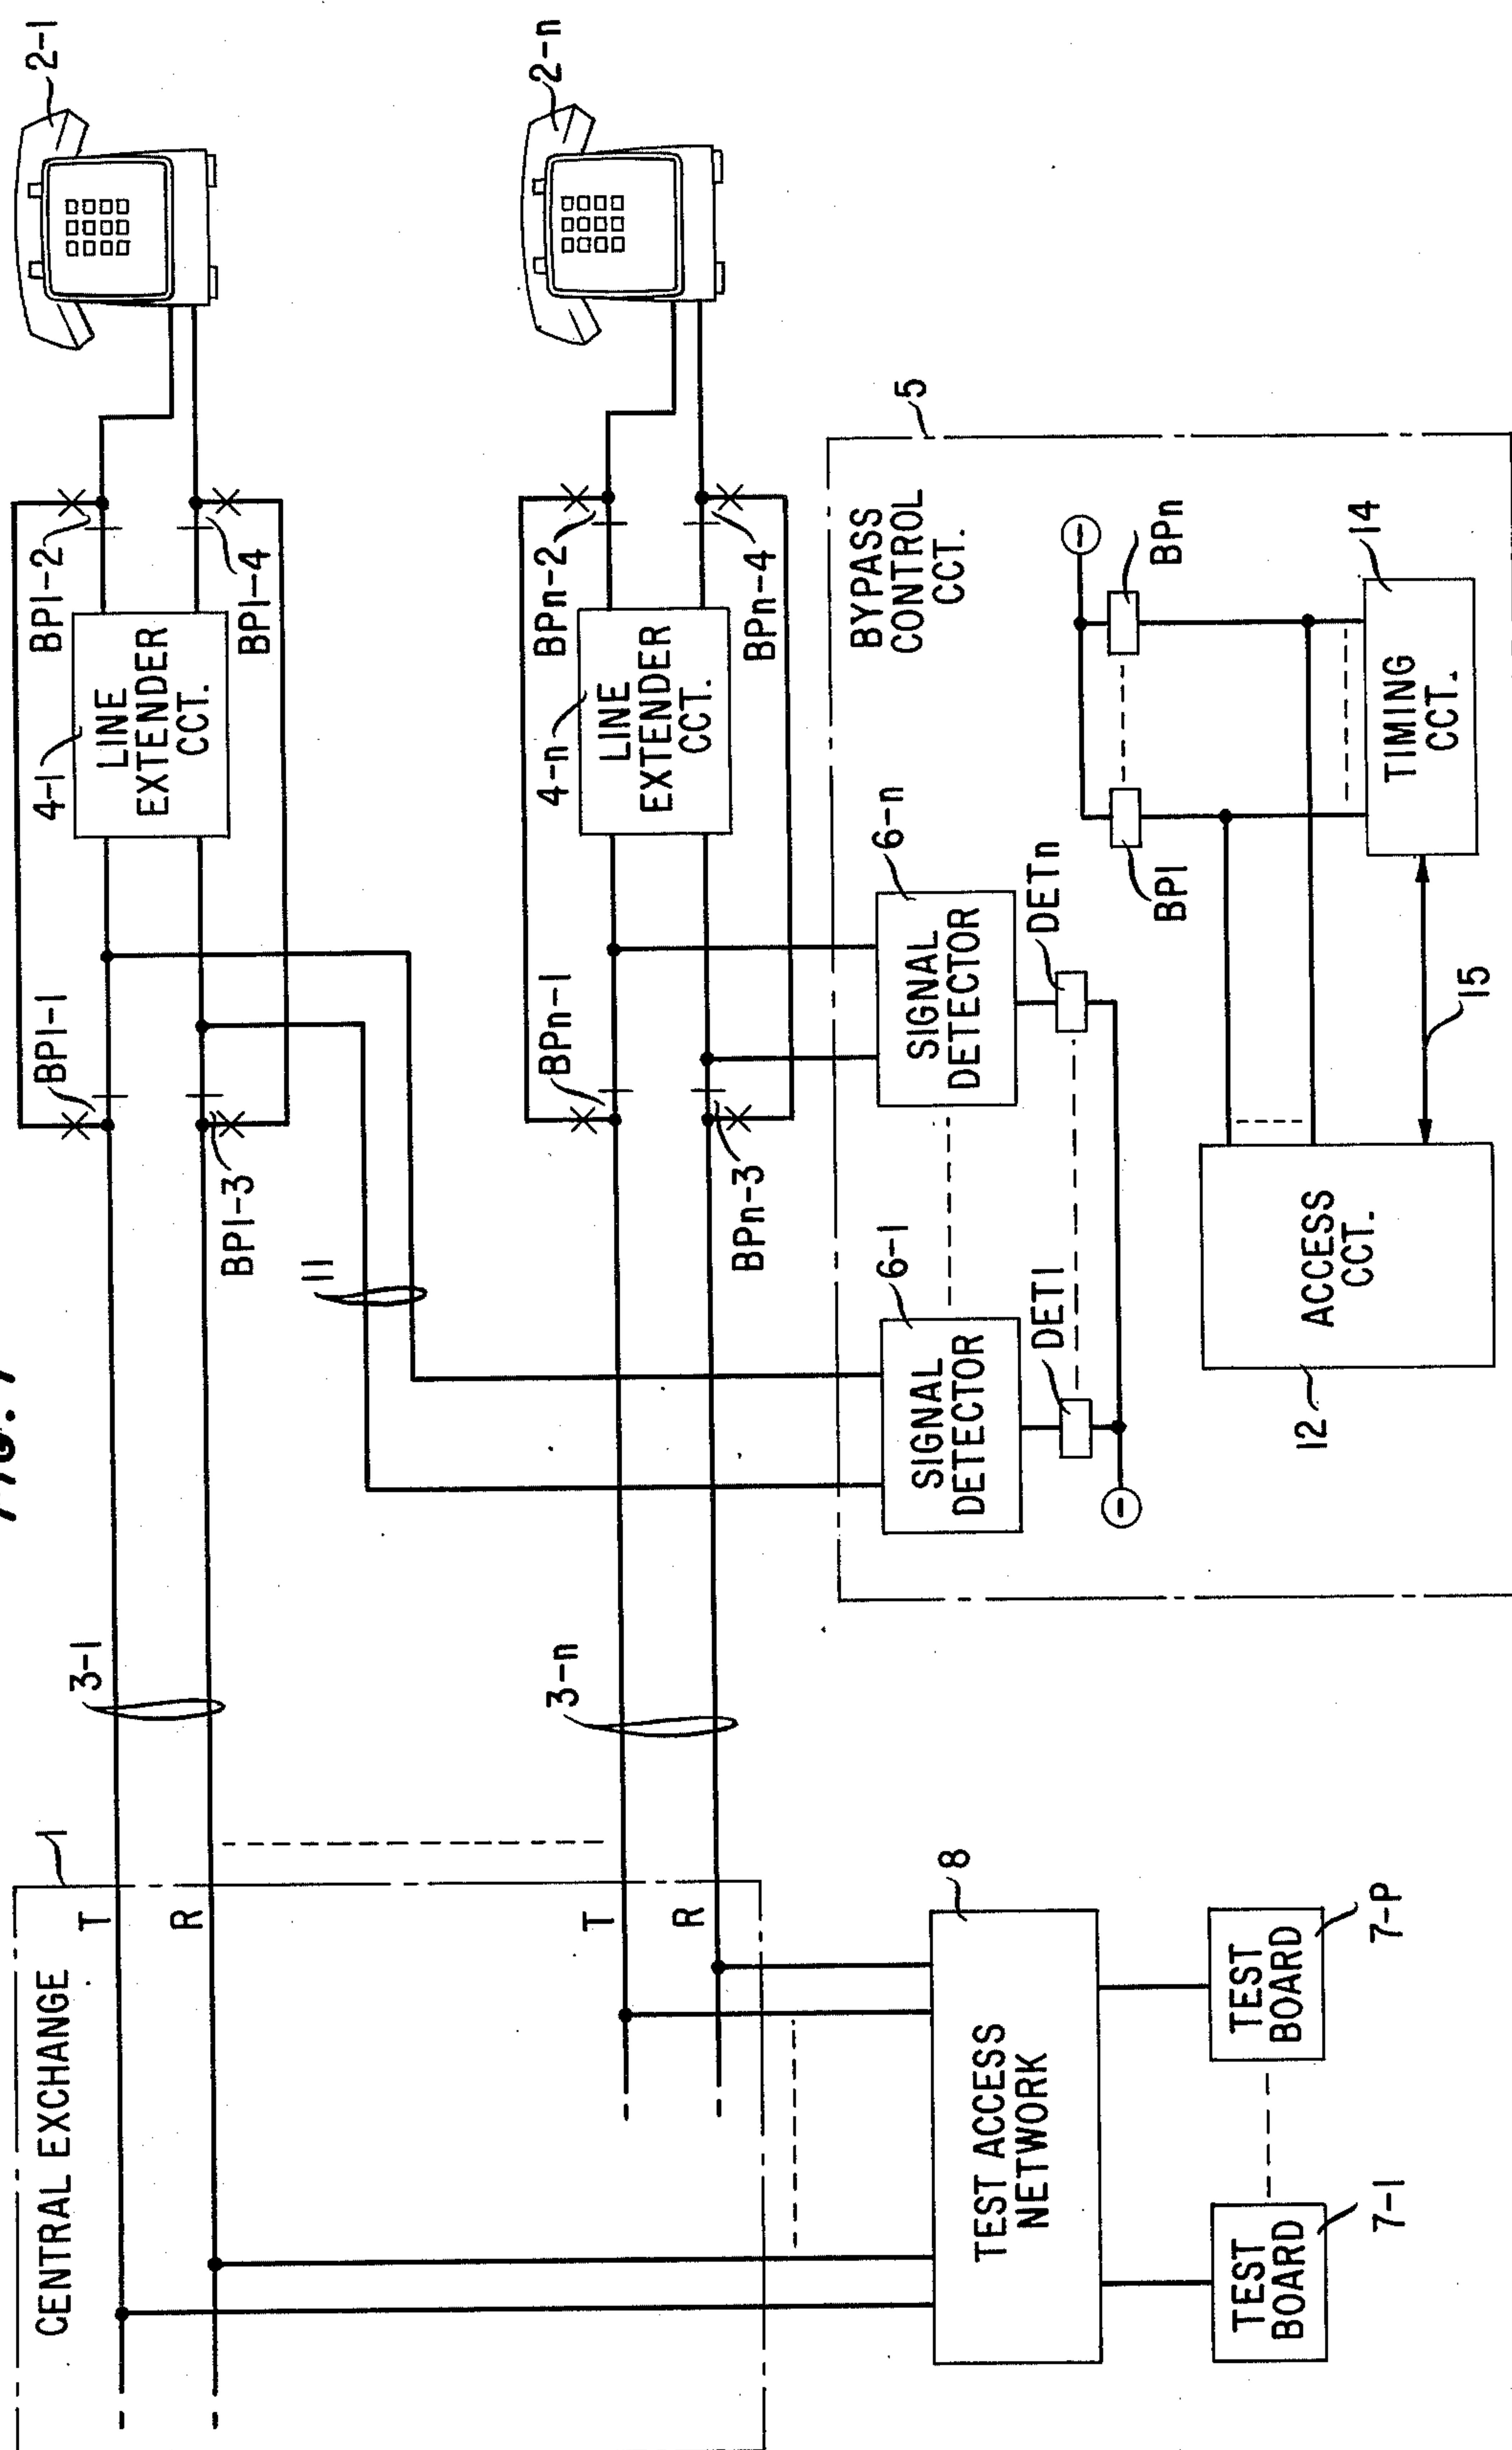 FIG. 1
CENTRAL EXCHANGE
1
T
R
T
R
3-1
3-n
BP1-1
BP1-3
11
4-1
LINE
EXTENDER
CCT.
BP1-2
BP1-4
2-1
BPn-1
BPn-3
4-n
LINE
EXTENDER
CCT.
BPn-2
BPn-4
2-n
TEST ACCESS
NETWORK
8
TEST
BOARD
7-1
TEST
BOARD
7-P
5
BYPASS
CONTROL
CCT.
6-1
SIGNAL
DETECTOR
DET1
6-n
SIGNAL
DETECTOR
DETn
-
-
BP1
BPn
ACCESS
CCT.
12
15
TIMING
CCT.
14